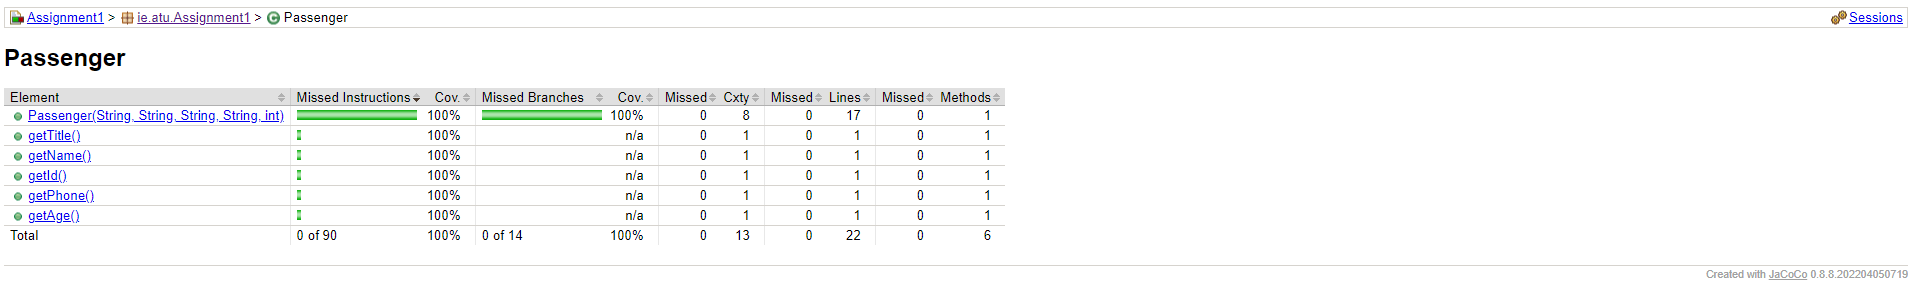 Assignment1 > ie.atu.Assignment1 > Passenger Sessions
Passenger
Element Missed Instructions Cov. Missed Branches Cov. Missed Cxty Missed Lines Missed Methods
Passenger(String, String, String, String, int) 100% 100% 0 8 0 17 0 1
getTitle() 100% n/a 0 1 0 1 0 1
getName() 100% n/a 0 1 0 1 0 1
getId() 100% n/a 0 1 0 1 0 1
getPhone() 100% n/a 0 1 0 1 0 1
getAge() 100% n/a 0 1 0 1 0 1
Total 0 of 90 100% 0 of 14 100% 0 13 0 22 0 6
Created with JaCoCo 0.8.8.202204050719